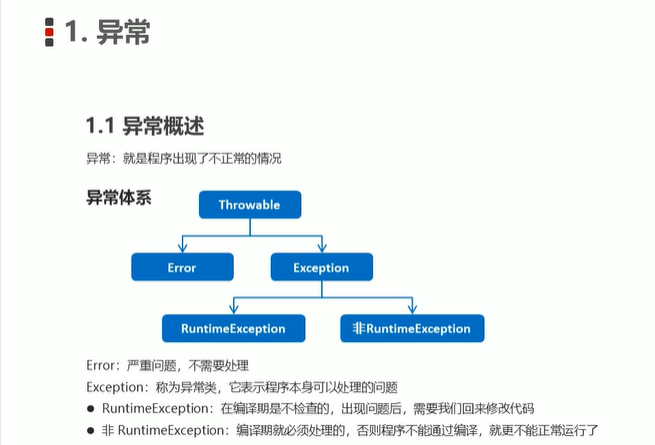 1. 异常
1.1 异常概述
异常：就是程序出现了不正常的情况
异常体系
Throwable
Error
Exception
RuntimeException
非RuntimeException
Error：严重问题，不需要处理
Exception：称为异常类，它表示程序本身可以处理的问题
● RuntimeException：在编译期是不检查的，出现问题后，需要我们回来修改代码
● 非 RuntimeException：编译期就必须处理的，否则程序不能通过编译，就更不能正常运行了